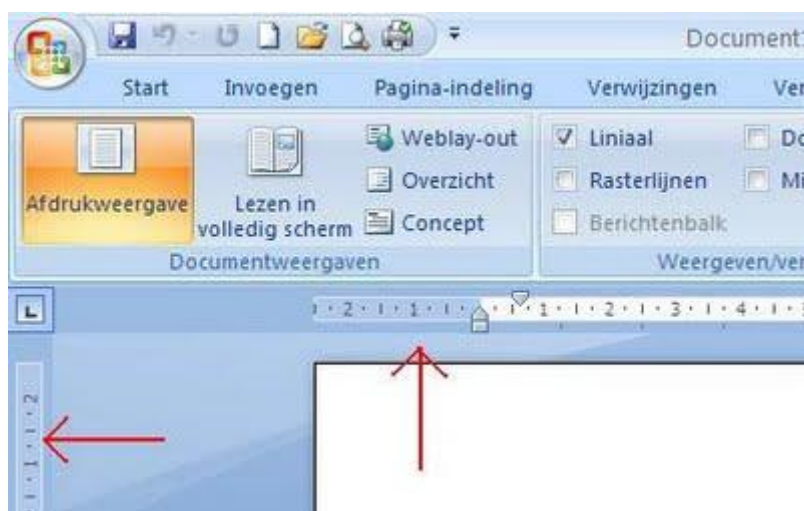 Document1
Start Invoegen Pagina-indeling Verwijzingen
Afdrukweergave
Lezen in
volledig scherm
Weblay-out
Overzicht
Concept
Liniaal
Rasterlijnen
Berichtenbalk
Documentweergaven
2 1 1 2 3 4
2
1